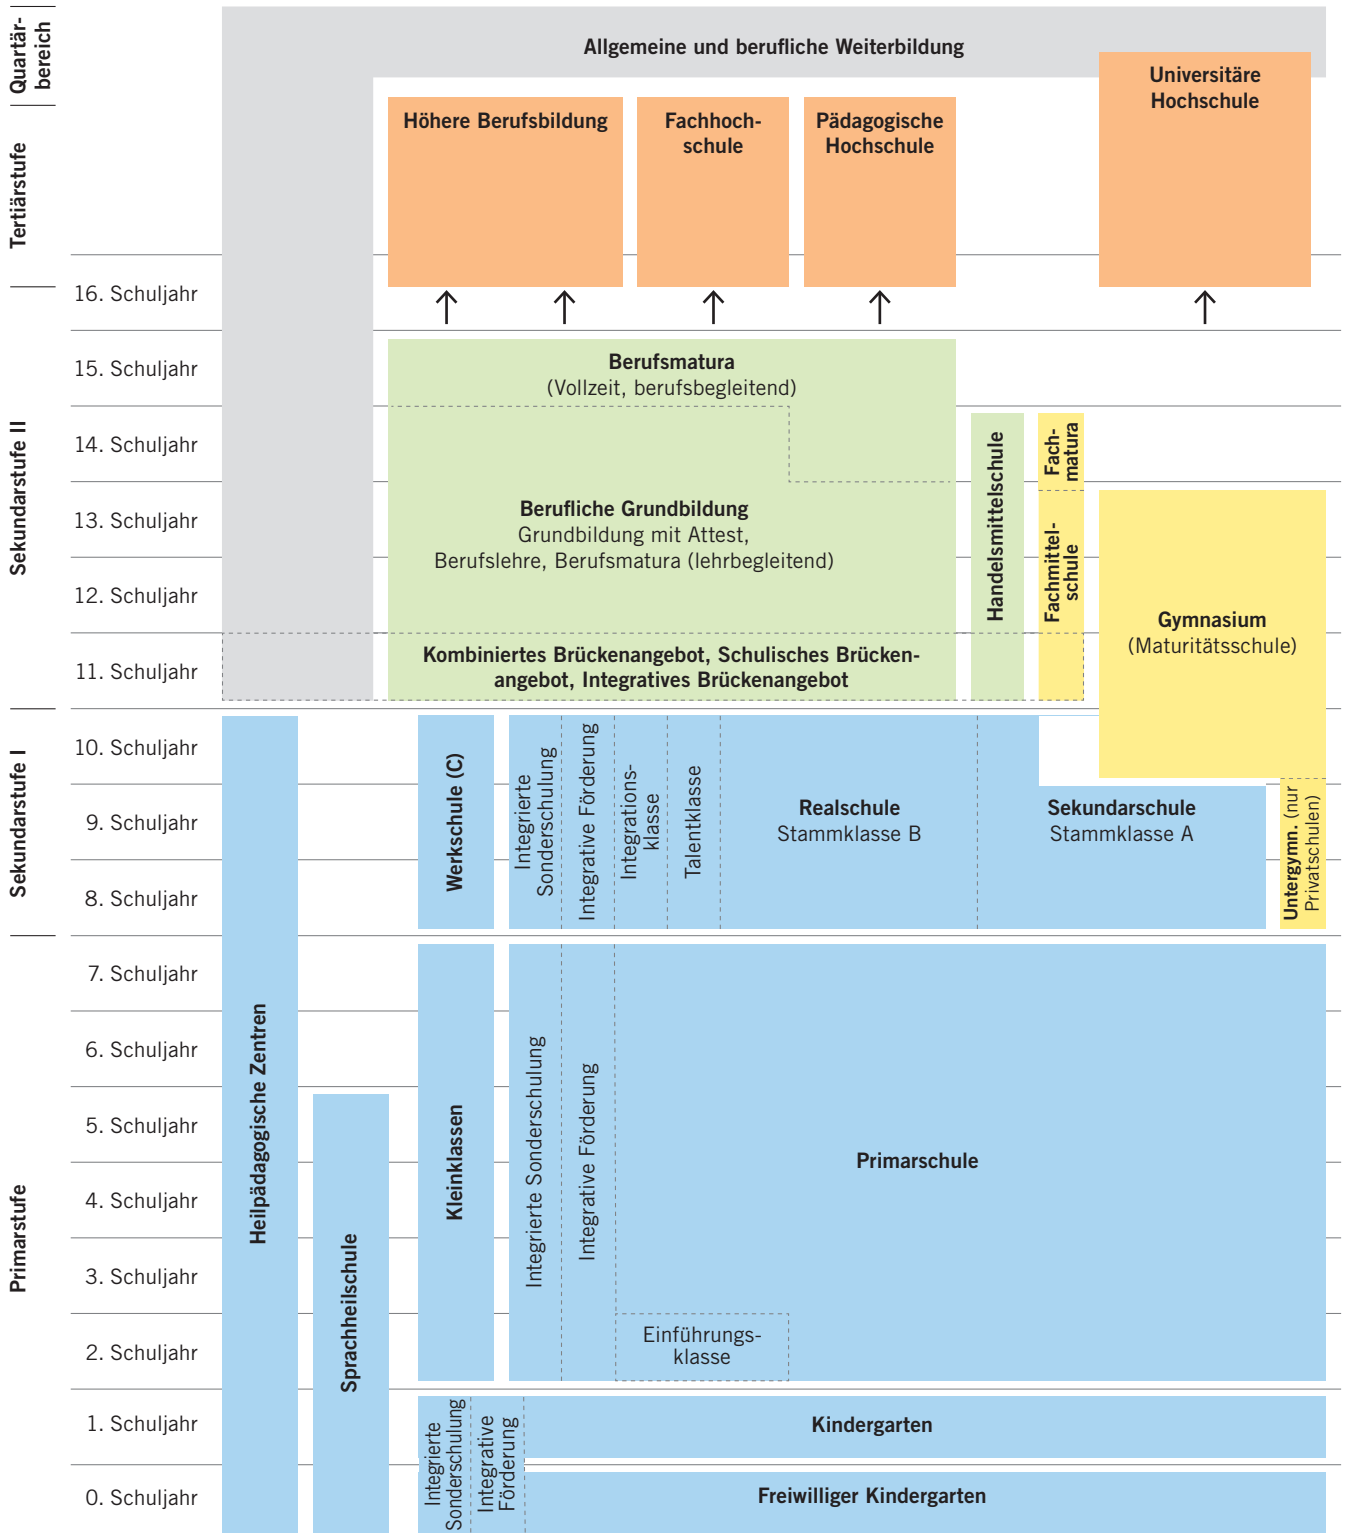 Quartär-
bereich
Allgemeine und berufliche Weiterbildung
Tertiärstufe
Höhere Berufsbildung
Fachhoch-
schule
Pädagogische
Hochschule
Universitäre
Hochschule
16. Schuljahr
Sekundarstufe II
15. Schuljahr
Berufsmatura
(Vollzeit, berufsbegleitend)
14. Schuljahr
13. Schuljahr
Berufliche Grundbildung
Grundbildung mit Attest,
Berufslehre, Berufsmatura (lehrbegleitend)
Handelsmittelschule
Fach-
matura
Fachmittel-
schule
12. Schuljahr
Gymnasium
(Maturitätsschule)
11. Schuljahr
Kombiniertes Brückenangebot, Schulisches Brücken-
angebot, Integratives Brückenangebot
Sekundarstufe I
10. Schuljahr
9. Schuljahr
8. Schuljahr
Werkschule (C)
Integrierte
Sonderschulung
Integrative Förderung
Integrations-
klasse
Talentklasse
Realschule
Stammklasse B
Sekundarschule
Stammklasse A
Untergymn. (nur
Privatschulen)
Primarstufe
7. Schuljahr
6. Schuljahr
5. Schuljahr
4. Schuljahr
3. Schuljahr
2. Schuljahr
Heilpädagogische Zentren
Sprachheilschule
Kleinklassen
Integrierte Sonderschulung
Integrative Förderung
Primarschule
Einführungs-
klasse
1. Schuljahr
Integrierte
Sonderschulung
Integrative
Förderung
Kindergarten
0. Schuljahr
Freiwilliger Kindergarten